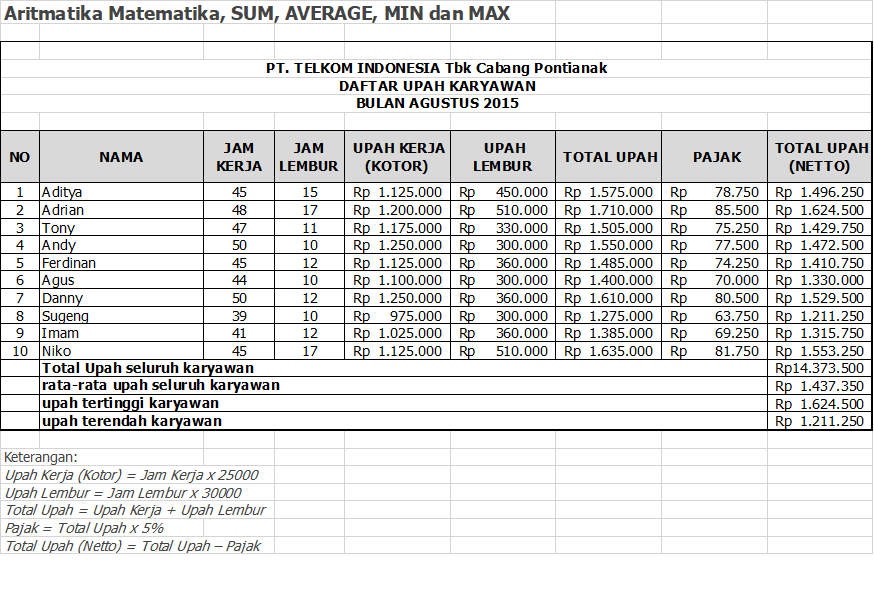 Aritmatika Matematika, SUM, AVERAGE, MIN dan MAX
PT. TELKOM INDONESIA Tbk Cabang Pontianak
DAFTAR UPAH KARYAWAN
BULAN AGUSTUS 2015
NO NAMA JAM KERJA JAM LEMBUR UPAH KERJA (KOTOR) UPAH LEMBUR TOTAL UPAH PAJAK TOTAL UPAH (NETTO)
1 Aditya 45 15 Rp 1.125.000 Rp 450.000 Rp 1.575.000 Rp 78.750 Rp 1.496.250
2 Adrian 48 17 Rp 1.200.000 Rp 510.000 Rp 1.710.000 Rp 85.500 Rp 1.624.500
3 Tony 47 11 Rp 1.175.000 Rp 330.000 Rp 1.505.000 Rp 75.250 Rp 1.429.750
4 Andy 50 10 Rp 1.250.000 Rp 300.000 Rp 1.550.000 Rp 77.500 Rp 1.472.500
5 Ferdinan 45 12 Rp 1.125.000 Rp 360.000 Rp 1.485.000 Rp 74.250 Rp 1.410.750
6 Agus 44 10 Rp 1.100.000 Rp 300.000 Rp 1.400.000 Rp 70.000 Rp 1.330.000
7 Danny 50 12 Rp 1.250.000 Rp 360.000 Rp 1.610.000 Rp 80.500 Rp 1.529.500
8 Sugeng 39 10 Rp 975.000 Rp 300.000 Rp 1.275.000 Rp 63.750 Rp 1.211.250
9 Imam 41 12 Rp 1.025.000 Rp 360.000 Rp 1.385.000 Rp 69.250 Rp 1.315.750
10 Niko 45 17 Rp 1.125.000 Rp 510.000 Rp 1.635.000 Rp 81.750 Rp 1.553.250
Total Upah seluruh karyawan Rp14.373.500
rata-rata upah seluruh karyawan Rp 1.437.350
upah tertinggi karyawan Rp 1.624.500
upah terendah karyawan Rp 1.211.250
Keterangan:
Upah Kerja (Kotor) = Jam Kerja x 25000
Upah Lembur = Jam Lembur x 30000
Total Upah = Upah Kerja + Upah Lembur
Pajak = Total Upah x 5%
Total Upah (Netto) = Total Upah – Pajak